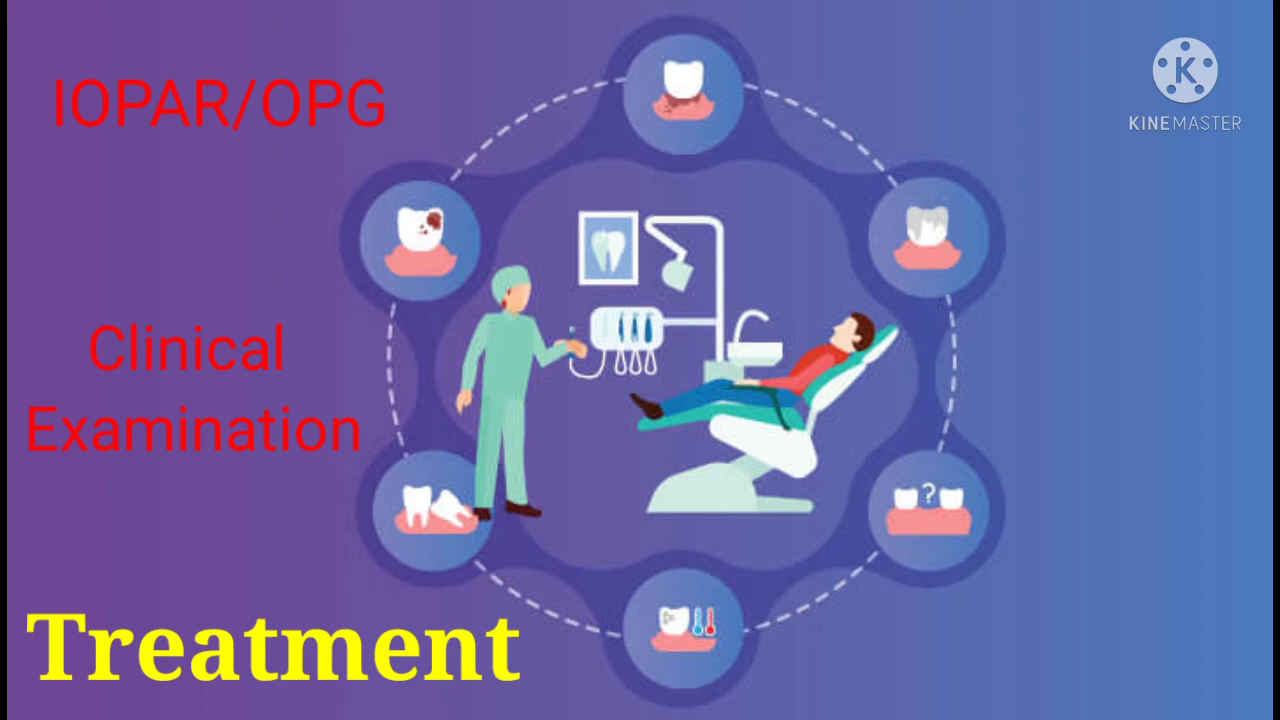 IOPAR/OPG
K
KINEMASTER
Clinical
Examination
?
Treatment